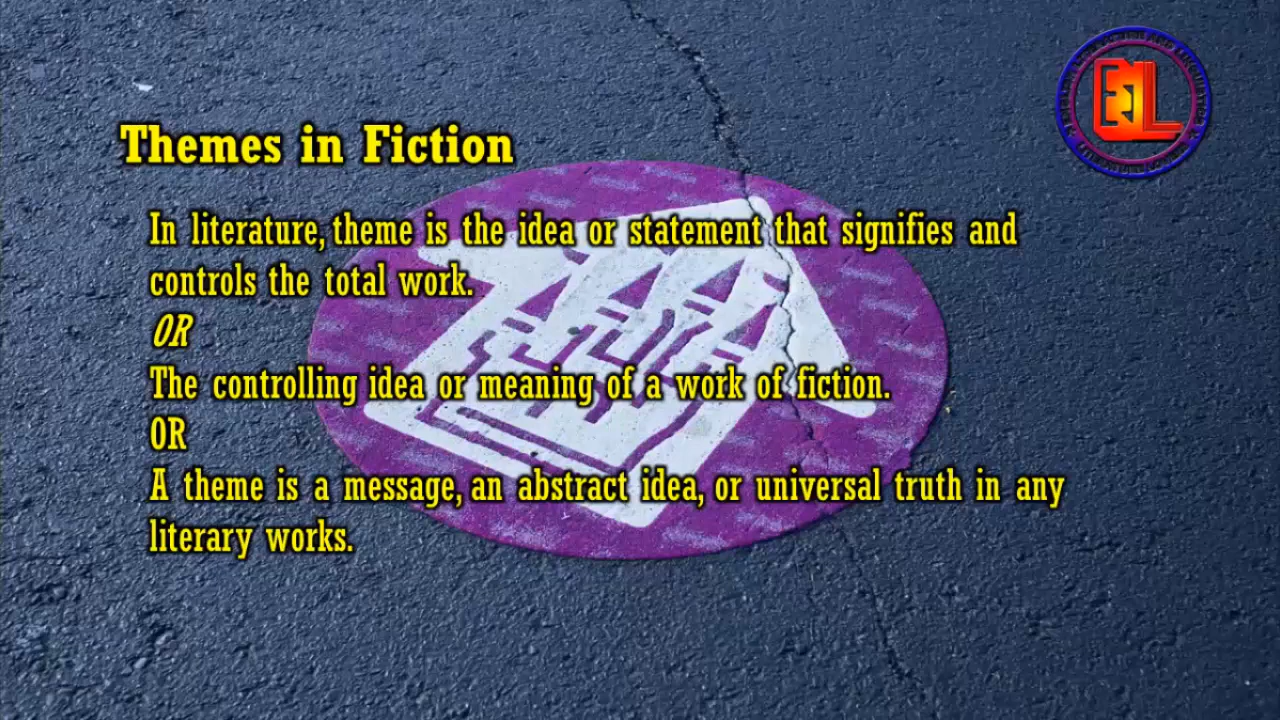 Themes in Fiction
In literature, theme is the idea or statement that signifies and
controls the total work.
OR
The controlling idea or meaning of a work of fiction.
OR
A theme is a message, an abstract idea, or universal truth in any
literary works.